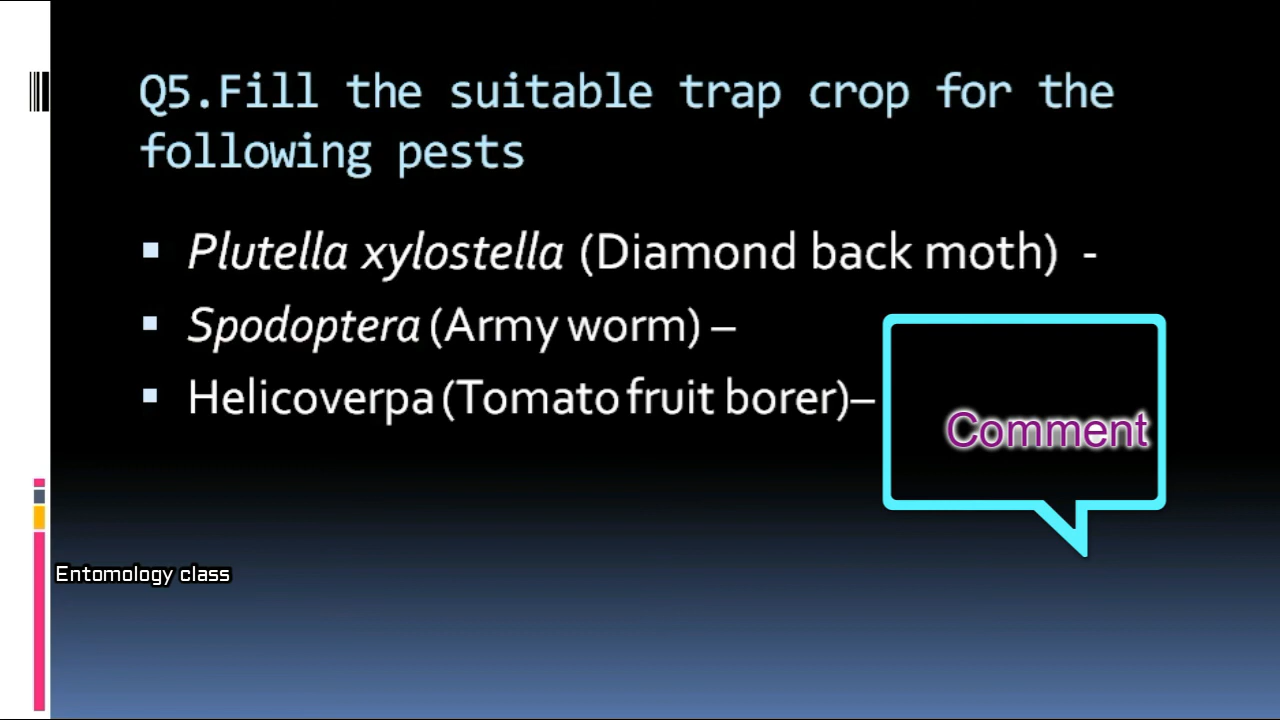 Q5.Fill the suitable trap crop for the
following pests
▪ Plutella xylostella (Diamond back moth) -
▪ Spodoptera (Army worm) –
▪ Helicoverpa(Tomato fruit borer)–
Comment
Entomology class